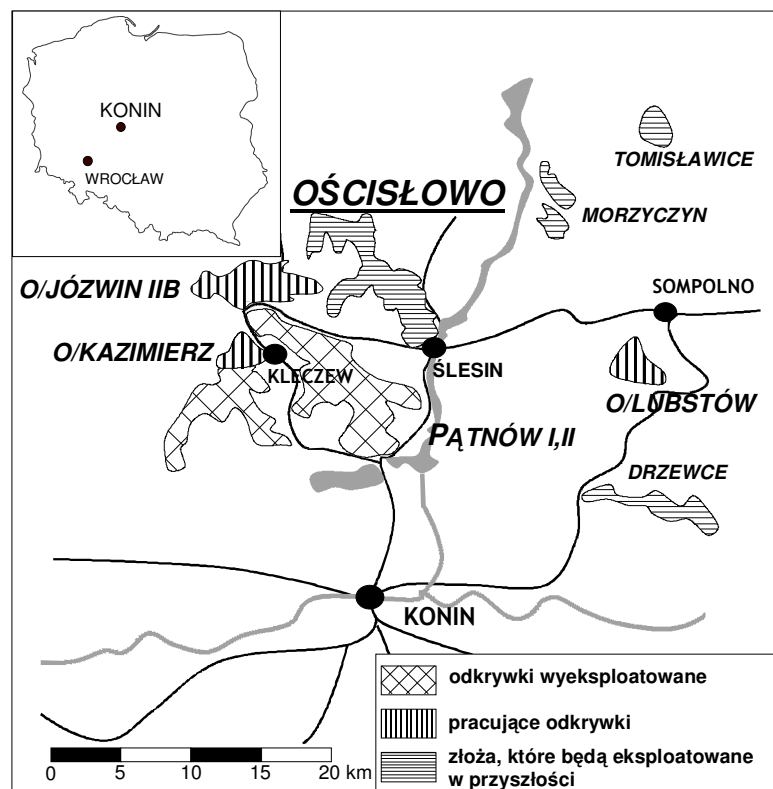 KONIN
WROCŁAW
OŚCISŁOWO
TOMISŁAWICE
MORZYCZYN
O/JÓZWIN IIB
SOMPOLNO
O/KAZIMIERZ
KLECZEW
ŚLESIN
O/LUBSTÓW
PĄTNÓW I,II
DRZEWCE
KONIN
odkrywki wyeksploatowane
pracujące odkrywki
złoża, które będą eksploatowane
w przyszłości
0 5 10 15 20 km